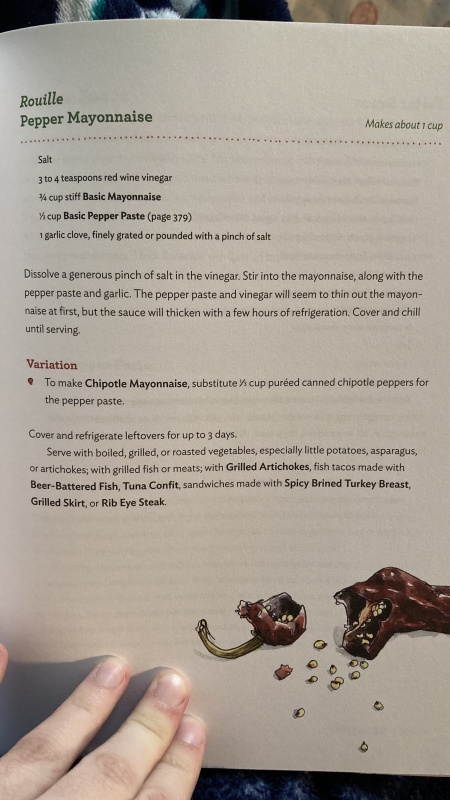 Rouille
Pepper Mayonnaise
Makes about 1 cup
Salt
3 to 4 teaspoons red wine vinegar
¾ cup stiff Basic Mayonnaise
⅓ cup Basic Pepper Paste (page 379)
1 garlic clove, finely grated or pounded with a pinch of salt
Dissolve a generous pinch of salt in the vinegar. Stir into the mayonnaise, along with the
pepper paste and garlic. The pepper paste and vinegar will seem to thin out the mayon-
naise at first, but the sauce will thicken with a few hours of refrigeration. Cover and chill
until serving.
Variation
To make Chipotle Mayonnaise, substitute ⅓ cup puréed canned chipotle peppers for
the pepper paste.
Cover and refrigerate leftovers for up to 3 days.
Serve with boiled, grilled, or roasted vegetables, especially little potatoes, asparagus,
or artichokes; with grilled fish or meats; with Grilled Artichokes, fish tacos made with
Beer-Battered Fish, Tuna Confit, sandwiches made with Spicy Brined Turkey Breast,
Grilled Skirt, or Rib Eye Steak.